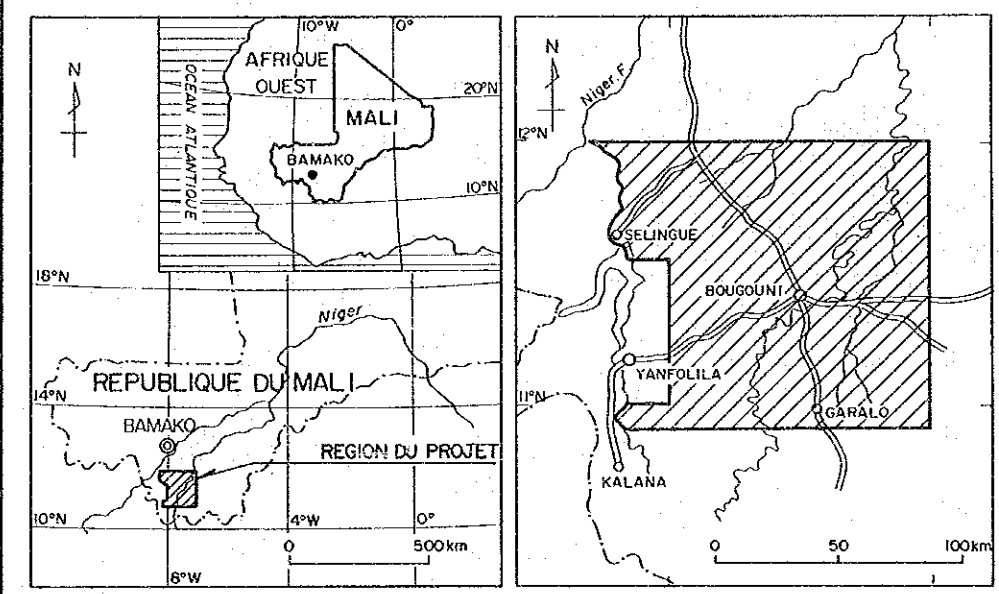 10°W
0°
AFRIQUE
OUEST
N
OCEAN ATLANTIQUE
20°N
MALI
BAMAKO
10°N
18°N
Niger
REPUBLIQUE DU MALI
14°N
BAMAKO
REGION DU PROJET
10°N
4°W
0°
0
500km
8°W
N
Niger. F.
12°N
SELINGUE
BOUGOUNI
YANFOLILA
11°N
GARALO
KALANA
0
50
100km